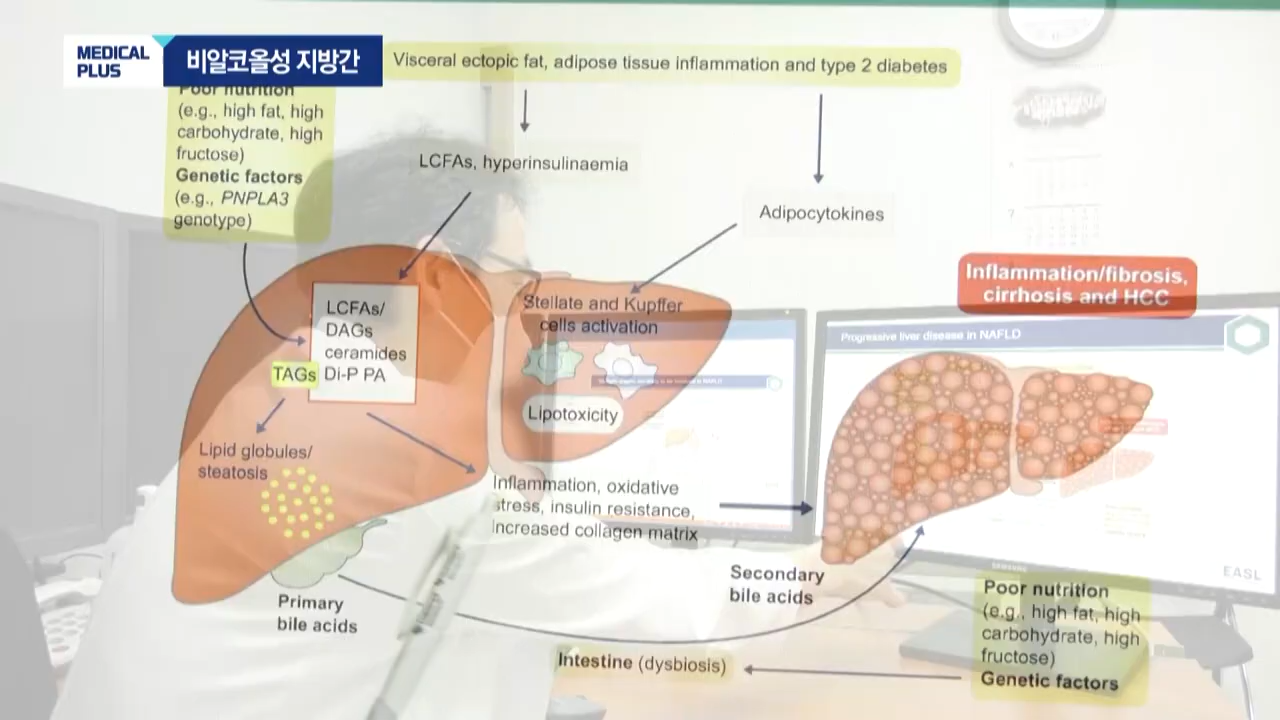 MEDICAL
PLUS
비알코올성 지방간
Visceral ectopic fat, adipose tissue inflammation and type 2 diabetes
Poor nutrition
(e.g., high fat, high
carbohydrate, high
fructose)
Genetic factors
(e.g., PNPLA3
genotype)
LCFAs, hyperinsulinaemia
Adipocytokines
Inflammation/fibrosis,
cirrhosis and HCC
LCFAs/
DAGs
ceramides
Di-P PA
TAGs
Stellate and Kupffer
cells activation
Lipotoxicity
Progressive liver disease in NAFLD
Lipid globules/
steatosis
Inflammation, oxidative
stress, insulin resistance,
increased collagen matrix
Primary
bile acids
Secondary
bile acids
SAMSUNG
EASL
Intestine (dysbiosis)
Poor nutrition
(e.g., high fat, high
carbohydrate, high
fructose)
Genetic factors
7